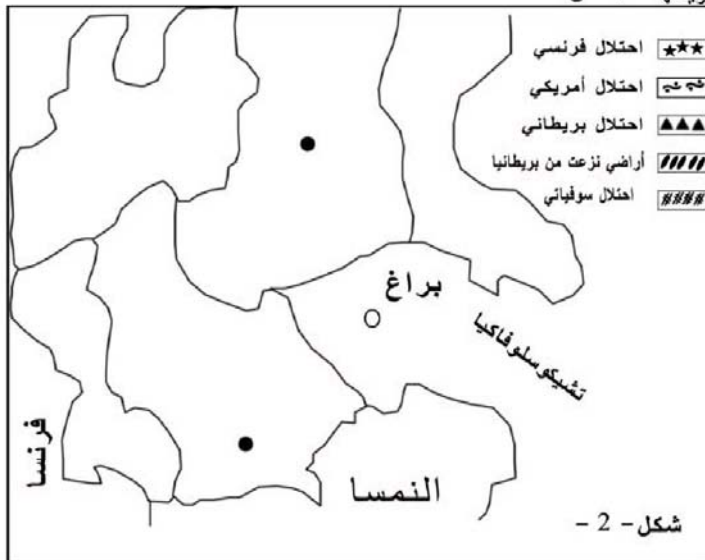 احتلال فرنسي
احتلال أمريكي
احتلال بريطاني
أراضي نزعت من بريطانيا
احتلال سوفياتي
براغ
تشيكوسلوفاكيا
فرنسا
النمسا
شكل - 2 -